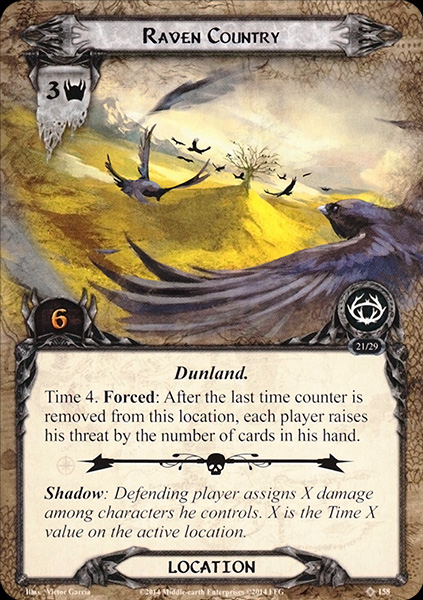 RAVEN COUNTRY
3
6
21/29
Dunland.
Time 4. Forced: After the last time counter is
removed from this location, each player raises
his threat by the number of cards in his hand.
Shadow: Defending player assigns X damage
among characters he controls. X is the Time X
value on the active location.
LOCATION
Illus. Victor Garcia
©2014 Middle-earth Enterprises ©2014 FFG
158